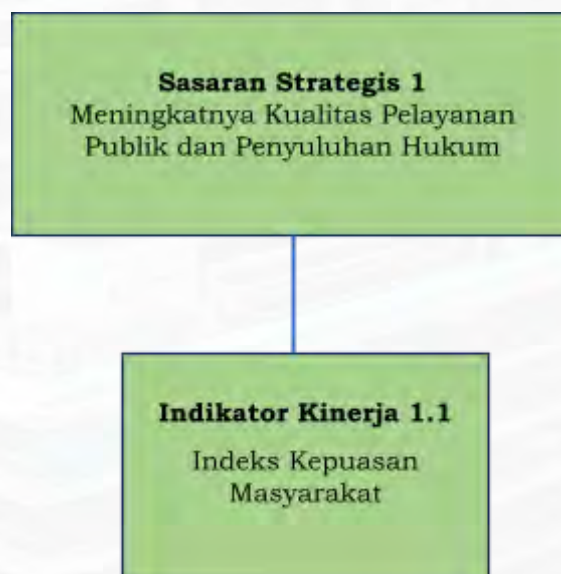 Sasaran Strategis 1
Meningkatnya Kualitas Pelayanan
Publik dan Penyuluhan Hukum
Indikator Kinerja 1.1
Indeks Kepuasan
Masyarakat